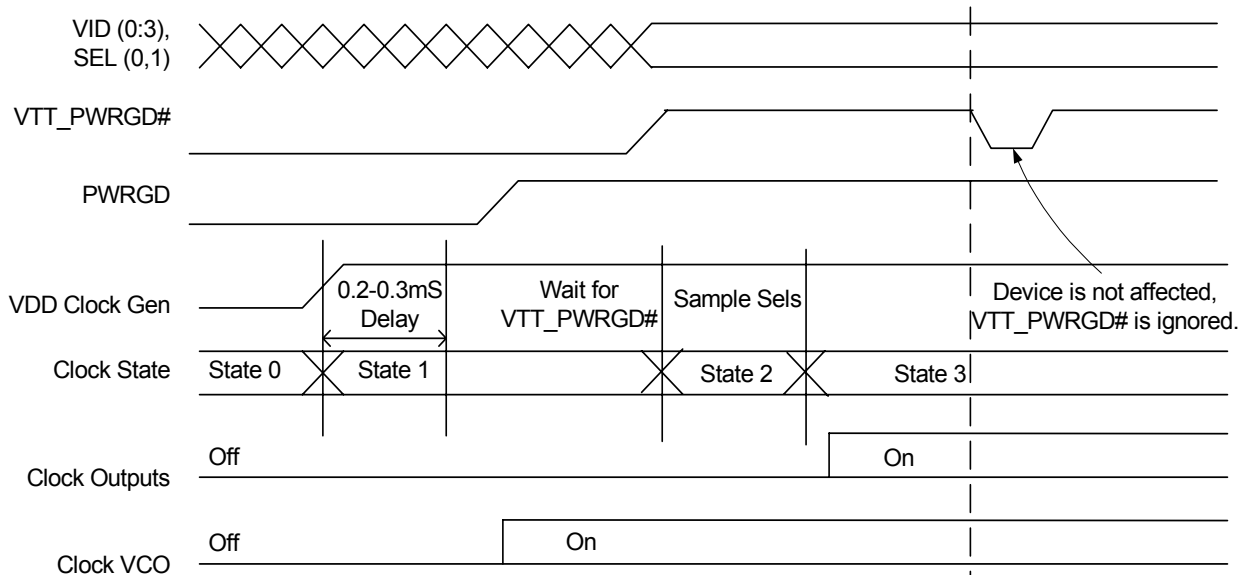 VID (0:3),
SEL (0,1)
VTT_PWRGD#
PWRGD
VDD Clock Gen
0.2-0.3mS
Delay
Wait for
VTT_PWRGD#
Sample Sels
Device is not affected,
VTT_PWRGD# is ignored.
Clock State
State 0
State 1
State 2
State 3
Clock Outputs
Off
On
Clock VCO
Off
On